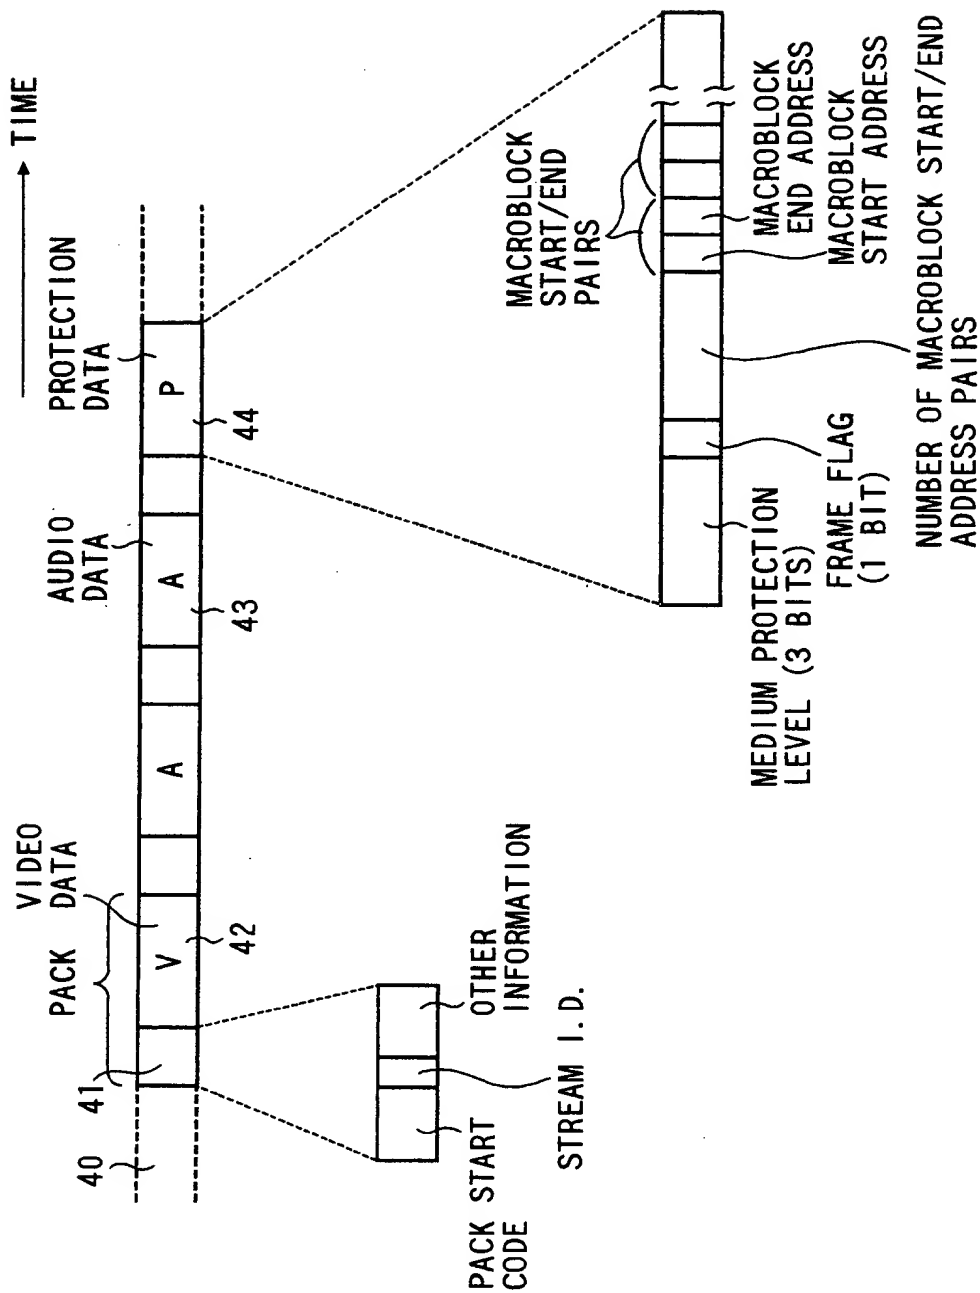 TIME
PROTECTION
DATA
AUDIO
DATA
VIDEO
DATA
PACK
40
41
V
42
A
A
43
P
44
PACK START
CODE
STREAM I.D.
OTHER
INFORMATION
MACROBLOCK
START/END
PAIRS
MEDIUM PROTECTION
LEVEL (3 BITS)
FRAME FLAG
(1 BIT)
NUMBER OF MACROBLOCK START/END
ADDRESS PAIRS
MACROBLOCK
START ADDRESS
MACROBLOCK
END ADDRESS